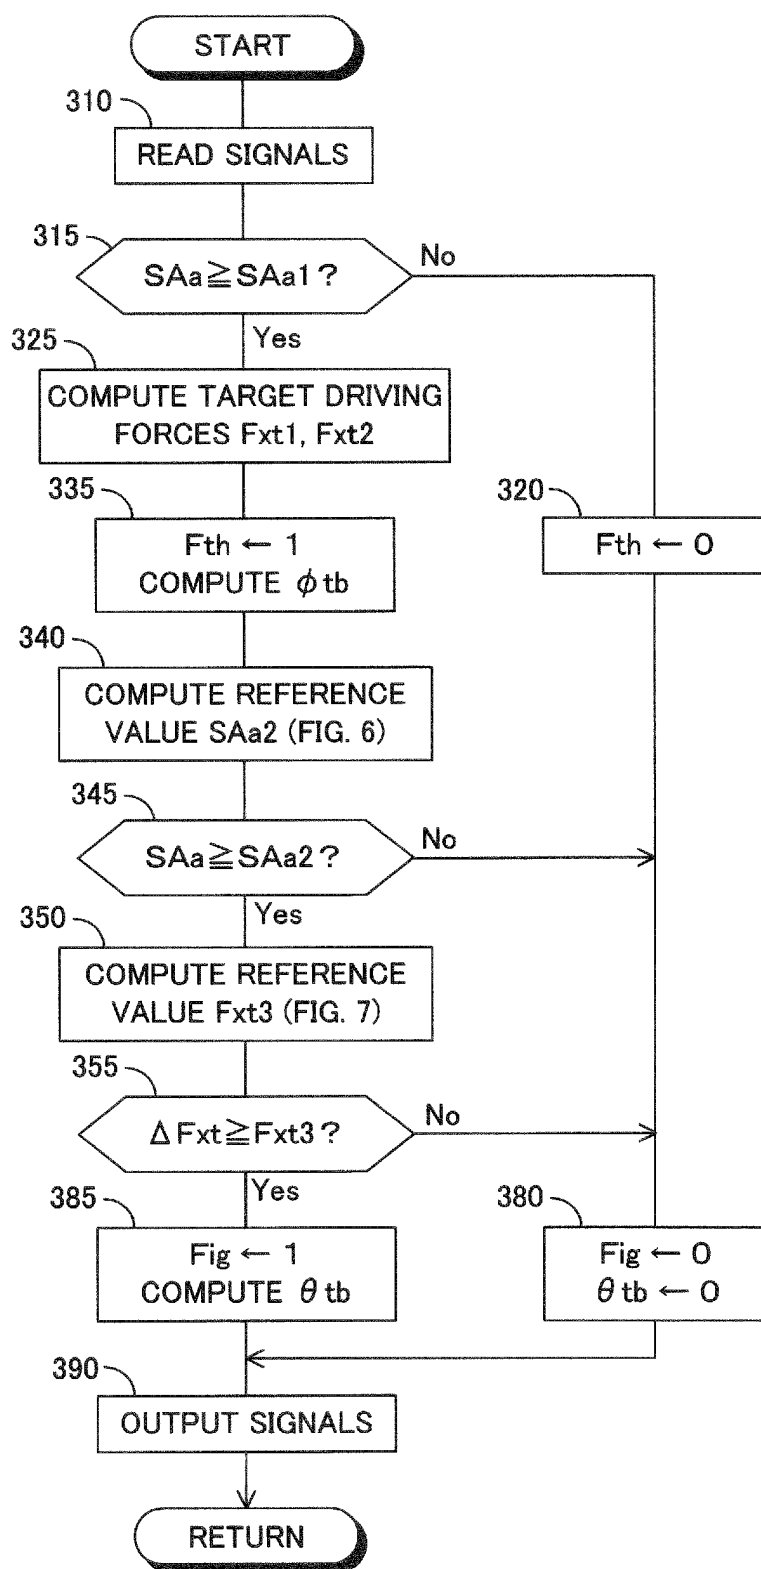 START
310
READ SIGNALS
315
SAa≧SAa1?
No
Yes
325
COMPUTE TARGET DRIVING
FORCES Fxt1, Fxt2
335
Fth ← 1
COMPUTE ϕtb
320
Fth ← 0
340
COMPUTE REFERENCE
VALUE SAa2 (FIG. 6)
345
SAa≧SAa2?
No
Yes
350
COMPUTE REFERENCE
VALUE Fxt3 (FIG. 7)
355
ΔFxt≧Fxt3?
No
Yes
385
Fig ← 1
COMPUTE θtb
380
Fig ← 0
θtb ← 0
390
OUTPUT SIGNALS
RETURN